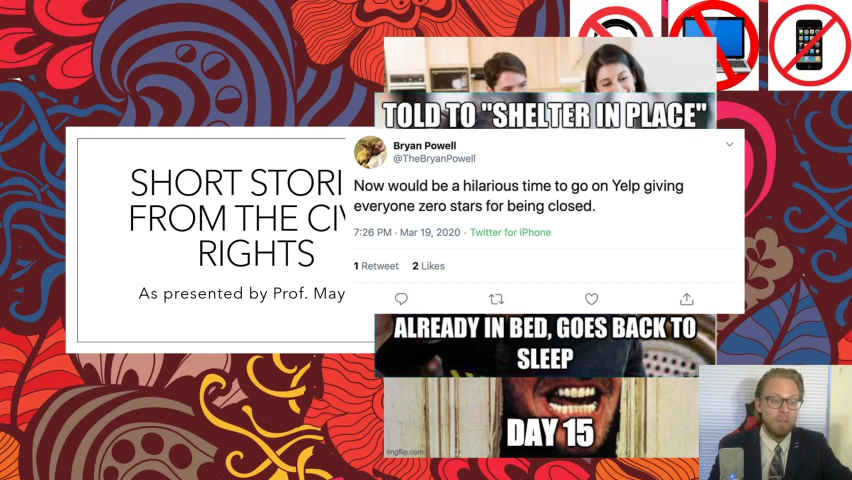 TOLD TO "SHELTER IN PLACE"
Bryan Powell
@TheBryanPowell
Now would be a hilarious time to go on Yelp giving
everyone zero stars for being closed.
7:26 PM · Mar 19, 2020 · Twitter for iPhone
1 Retweet 2 Likes
SHORT STORI
FROM THE CIV
RIGHTS
As presented by Prof. May
ALREADY IN BED, GOES BACK TO
SLEEP
DAY 15
imgflip.com